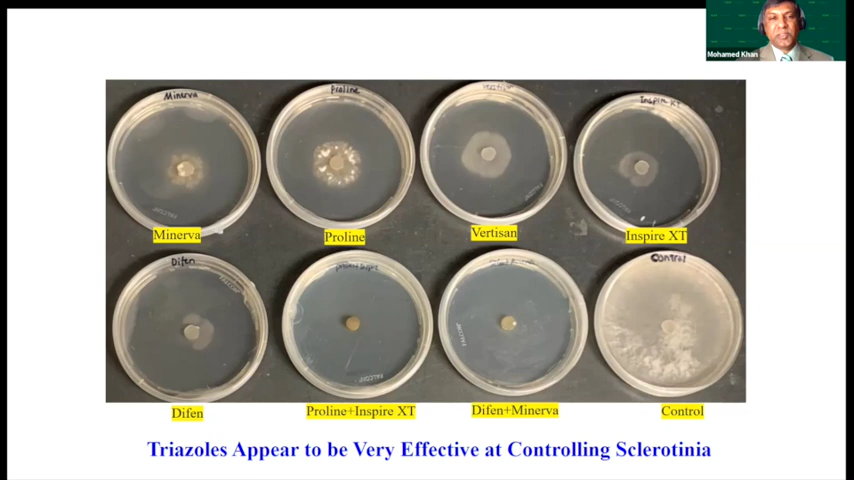 Mohamed Khan
Minerva
Proline
Inspire XT
Minerva
Proline
Vertisan
Inspire XT
Difen
Control
Difen
Proline+Inspire XT
Difen+Minerva
Control
Triazoles Appear to be Very Effective at Controlling Sclerotinia